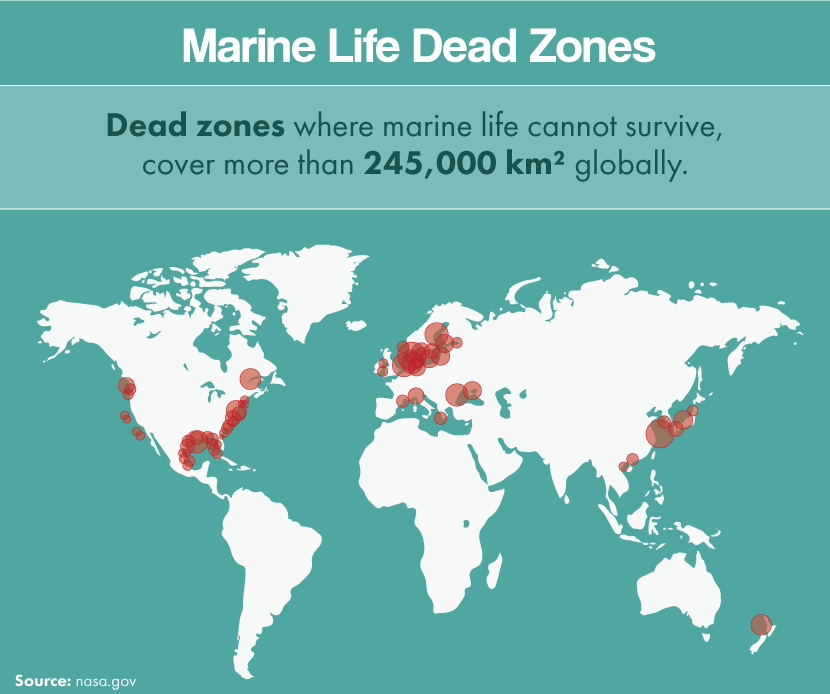 Marine Life Dead Zones
Dead zones where marine life cannot survive,
cover more than 245,000 km² globally.
Source: nasa.gov